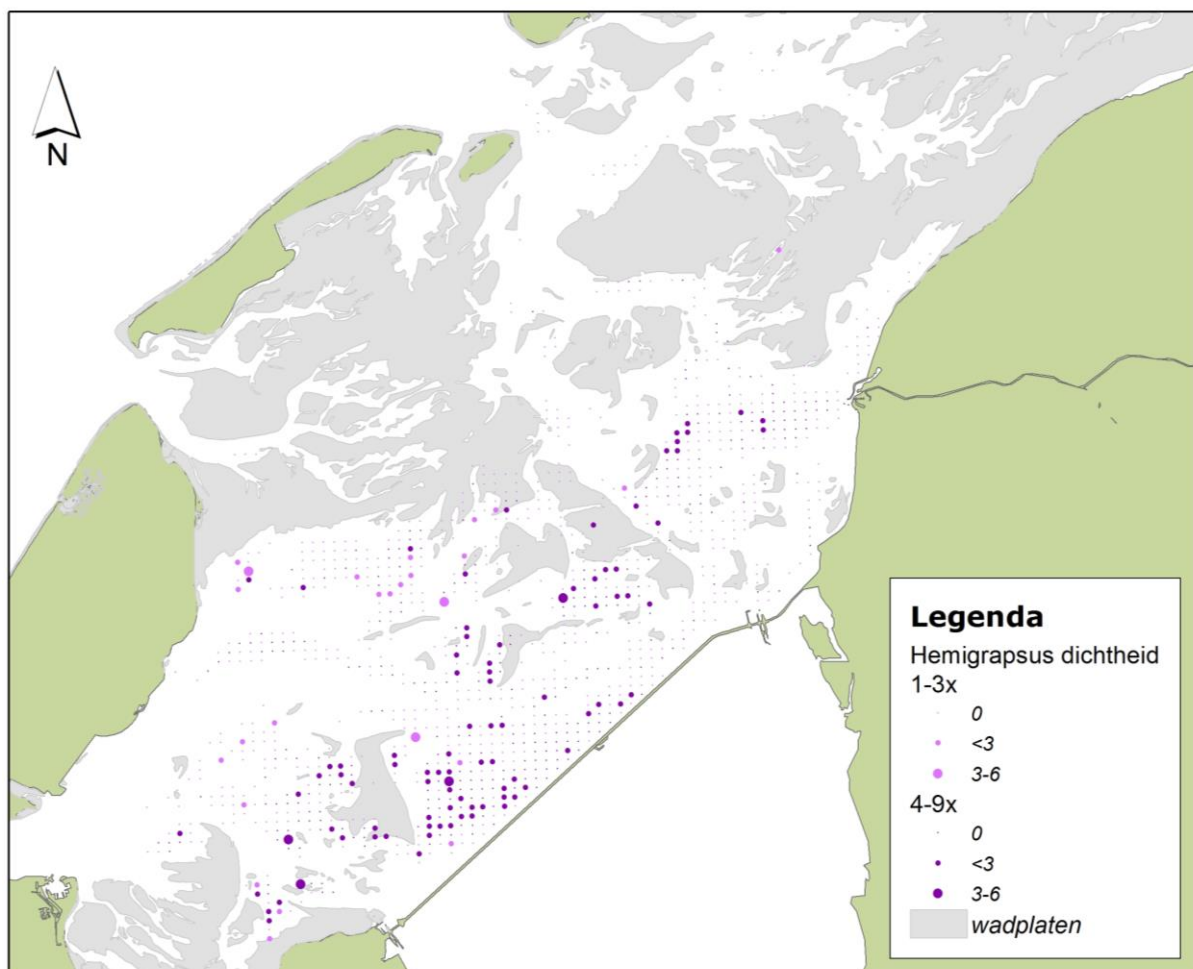 N
Legenda
Hemigrapsus dichtheid
1-3x
0
<3
3-6
4-9x
0
<3
3-6
wadplaten